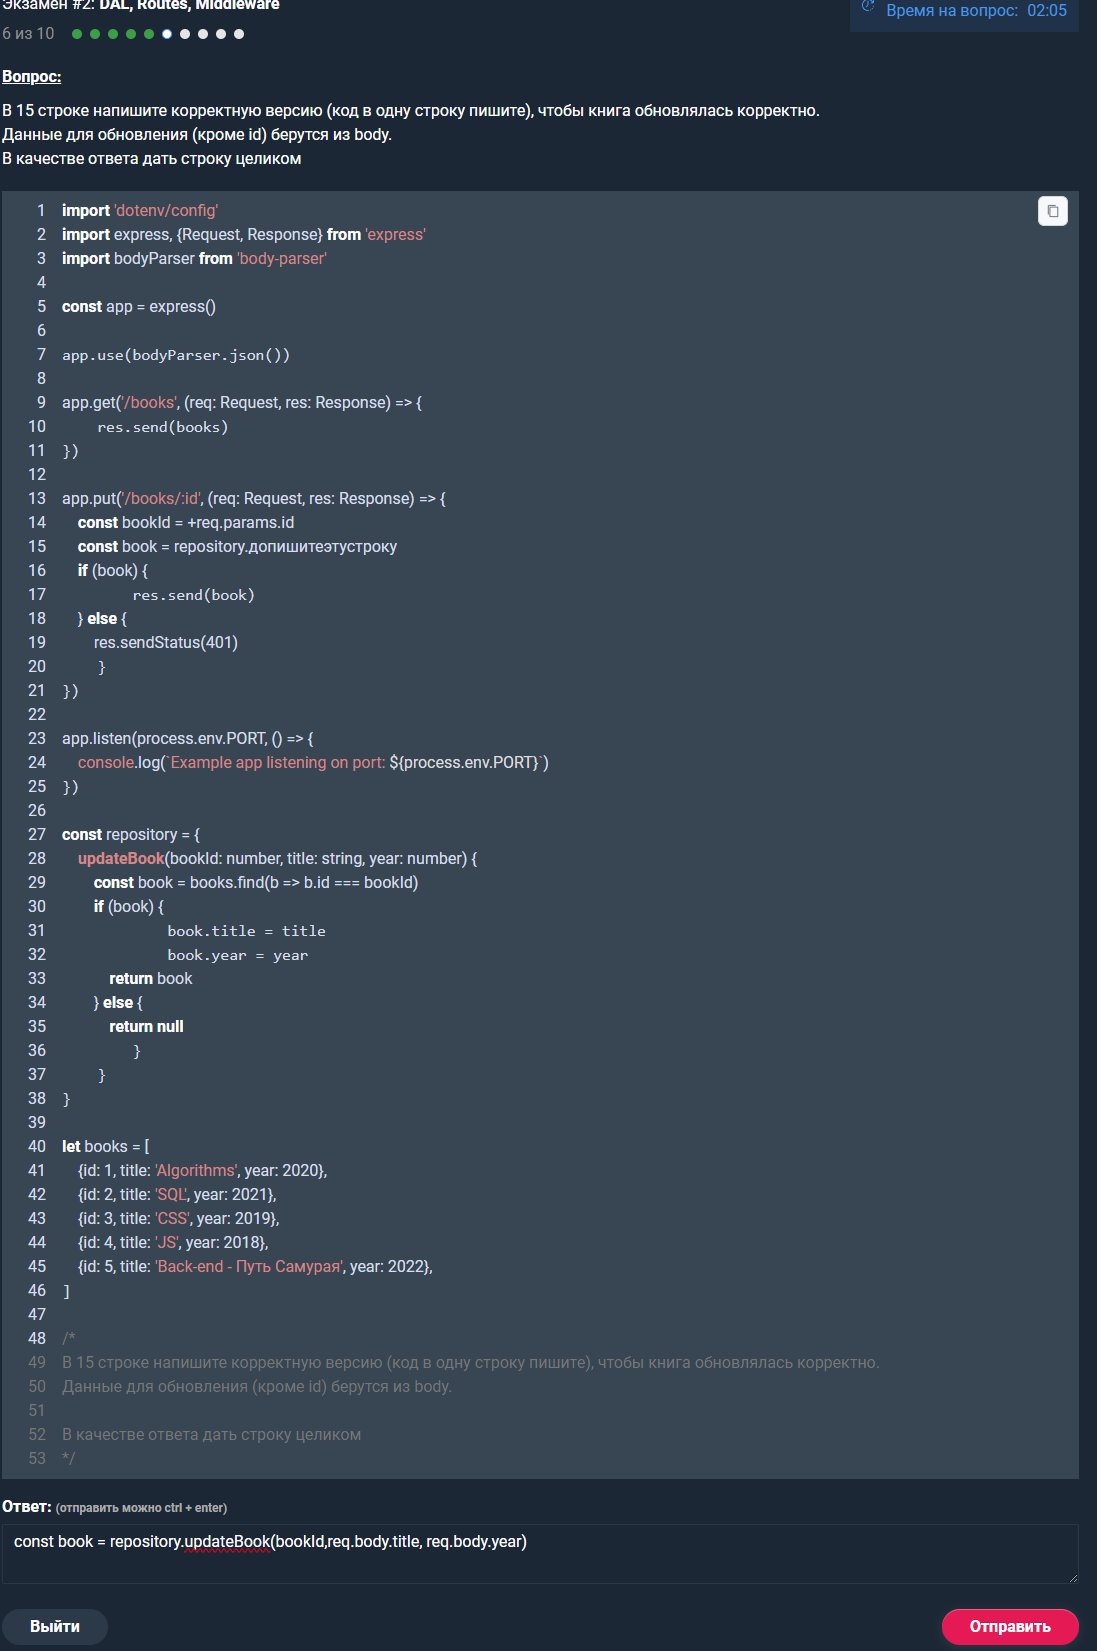 Экзамен #2: DAL, Routes, Middleware
Время на вопрос: 02:05
6 из 10
Вопрос:
В 15 строке напишите корректную версию (код в одну строку пишите), чтобы книга обновлялась корректно.
Данные для обновления (кроме id) берутся из body.
В качестве ответа дать строку целиком
1 import 'dotenv/config'
2 import express, {Request, Response} from 'express'
3 import bodyParser from 'body-parser'
4
5 const app = express()
6
7 app.use(bodyParser.json())
8
9 app.get('/books', (req: Request, res: Response) => {
10 res.send(books)
11 })
12
13 app.put('/books/:id', (req: Request, res: Response) => {
14 const bookId = +req.params.id
15 const book = repository.допишитеэтустроку
16 if (book) {
17 res.send(book)
18 } else {
19 res.sendStatus(401)
20 }
21 })
22
23 app.listen(process.env.PORT, () => {
24 console.log(`Example app listening on port: ${process.env.PORT}`)
25 })
26
27 const repository = {
28 updateBook(bookId: number, title: string, year: number) {
29 const book = books.find(b => b.id === bookId)
30 if (book) {
31 book.title = title
32 book.year = year
33 return book
34 } else {
35 return null
36 }
37 }
38 }
39
40 let books = [
41 {id: 1, title: 'Algorithms', year: 2020},
42 {id: 2, title: 'SQL', year: 2021},
43 {id: 3, title: 'CSS', year: 2019},
44 {id: 4, title: 'JS', year: 2018},
45 {id: 5, title: 'Back-end - Путь Самурая', year: 2022},
46 ]
47
48 /*
49 В 15 строке напишите корректную версию (код в одну строку пишите), чтобы книга обновлялась корректно.
50 Данные для обновления (кроме id) берутся из body.
51
52 В качестве ответа дать строку целиком
53 */
Ответ: (отправить можно ctrl + enter)
const book = repository.updateBook(bookId,req.body.title, req.body.year)
Выйти
Отправить